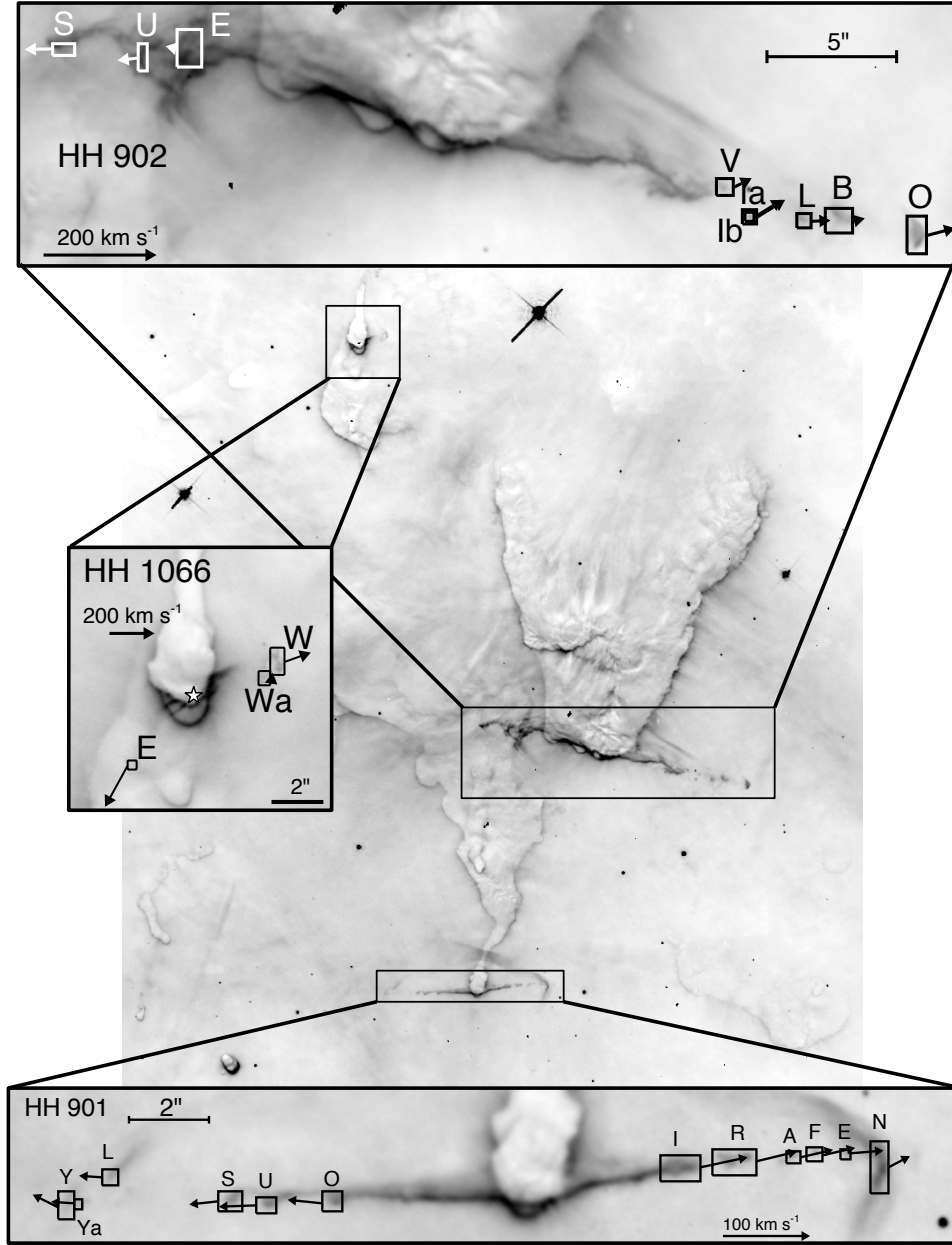 S U E
5"
HH 902
V
Ia
L B O
Ib
200 km s-1
HH 1066
200 km s-1
W
Wa
E
2"
HH 901
2"
L
Y
Ya
S U O
I R A F E N
100 km s-1